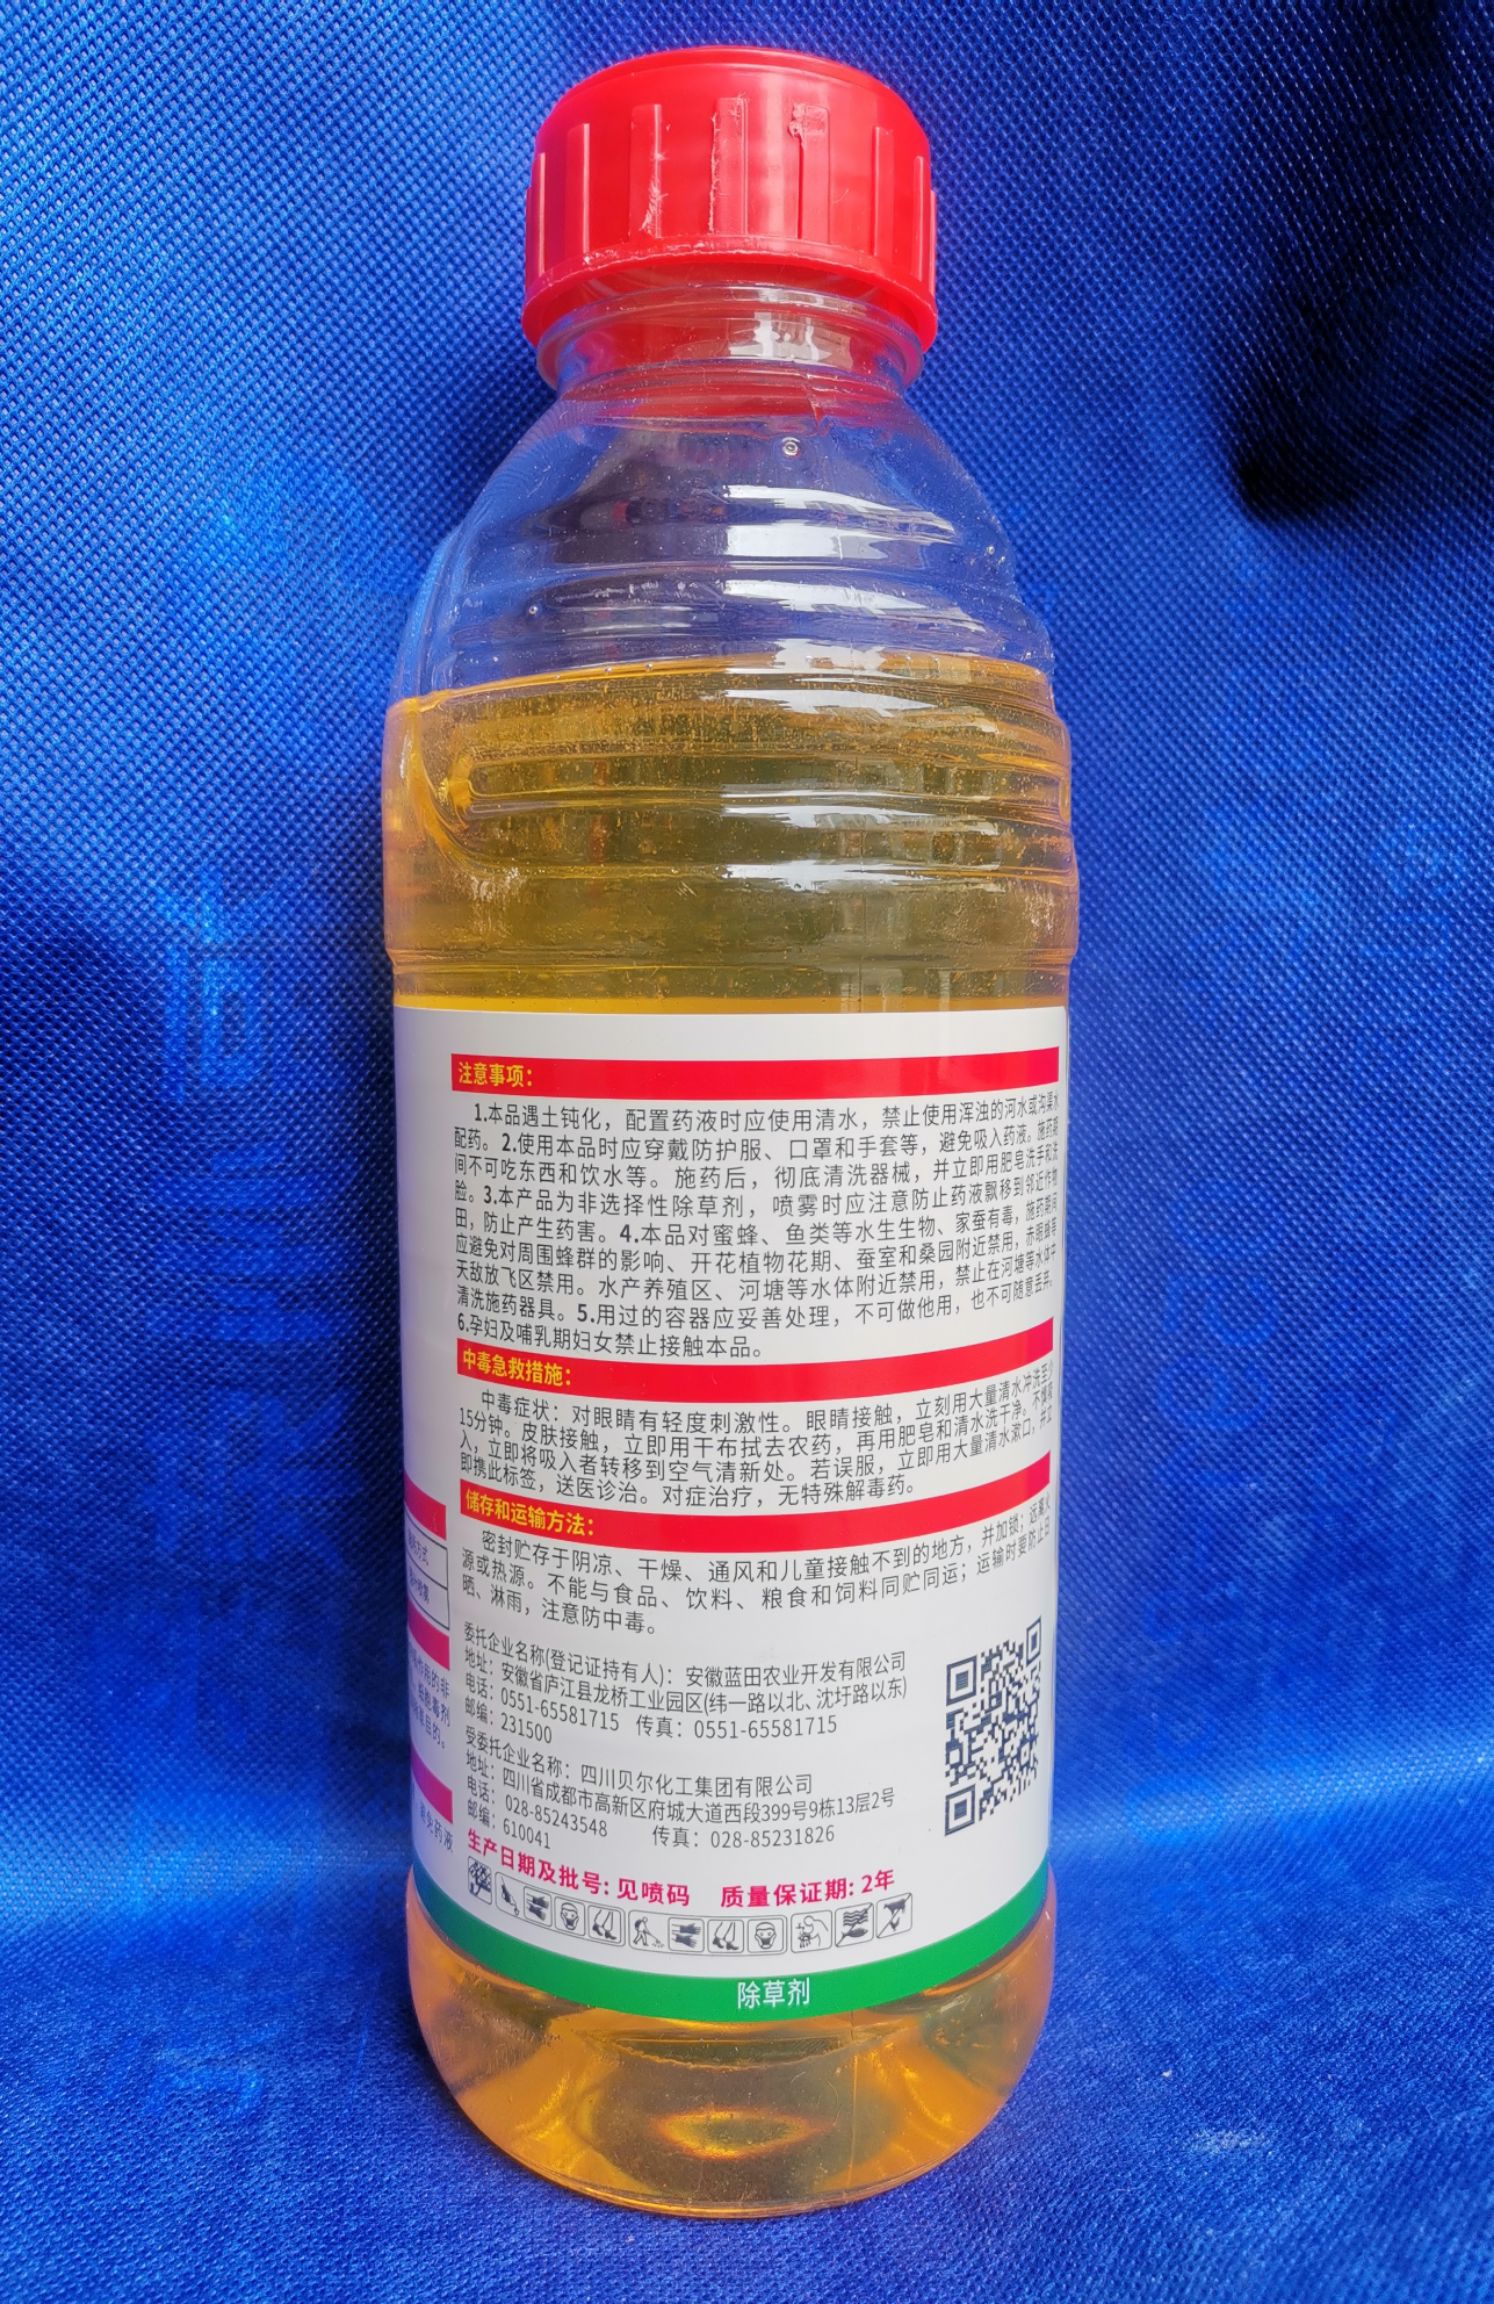 注意事项：
1.本品遇土钝化，配置药液时应使用清水，禁止使用浑浊的河水或沟渠水
配药。2.使用本品时应穿戴防护服、口罩和手套等，避免吸入药液。施药期
间不可吃东西和饮水等。施药后，彻底清洗器械，并立即用肥皂洗手和洗
脸。3.本产品为非选择性除草剂，喷雾时应注意防止药液飘移到邻近作物
田，防止产生药害。4.本品对蜜蜂、鱼类等水生生物、家蚕有毒，施药期间
应避免对周围蜂群的影响、开花植物花期、蚕室和桑园附近禁用，赤眼蜂等
天敌放飞区禁用。水产养殖区、河塘等水体附近禁用，禁止在河塘等水体中
清洗施药器具。5.用过的容器应妥善处理，不可做他用，也不可随意丢弃。
6.孕妇及哺乳期妇女禁止接触本品。
中毒急救措施：
中毒症状：对眼睛有轻度刺激性。眼睛接触，立刻用大量清水冲洗至少
15分钟。皮肤接触，立即用干布拭去农药，再用肥皂和清水洗干净。不慎吸
入，立即将吸入者转移到空气清新处。若误服，立即用大量清水漱口，并立
即携此标签，送医诊治。对症治疗，无特殊解毒药。
储存和运输方法：
密封贮存于阴凉、干燥、通风和儿童接触不到的地方，并加锁；远离火
源或热源。不能与食品、饮料、粮食和饲料同贮同运；运输时要防止日
晒、淋雨，注意防中毒。
委托企业名称(登记证持有人)：安徽蓝田农业开发有限公司
地址：安徽省庐江县龙桥工业园区(纬一路以北、沈圩路以东)
电话：0551-65581715 传真：0551-65581715
邮编：231500
受委托企业名称：四川贝尔化工集团有限公司
地址：四川省成都市高新区府城大道西段399号9栋13层2号
电话：028-85243548 传真：028-85231826
邮编：610041
生产日期及批号：见喷码 质量保证期：2年
除草剂